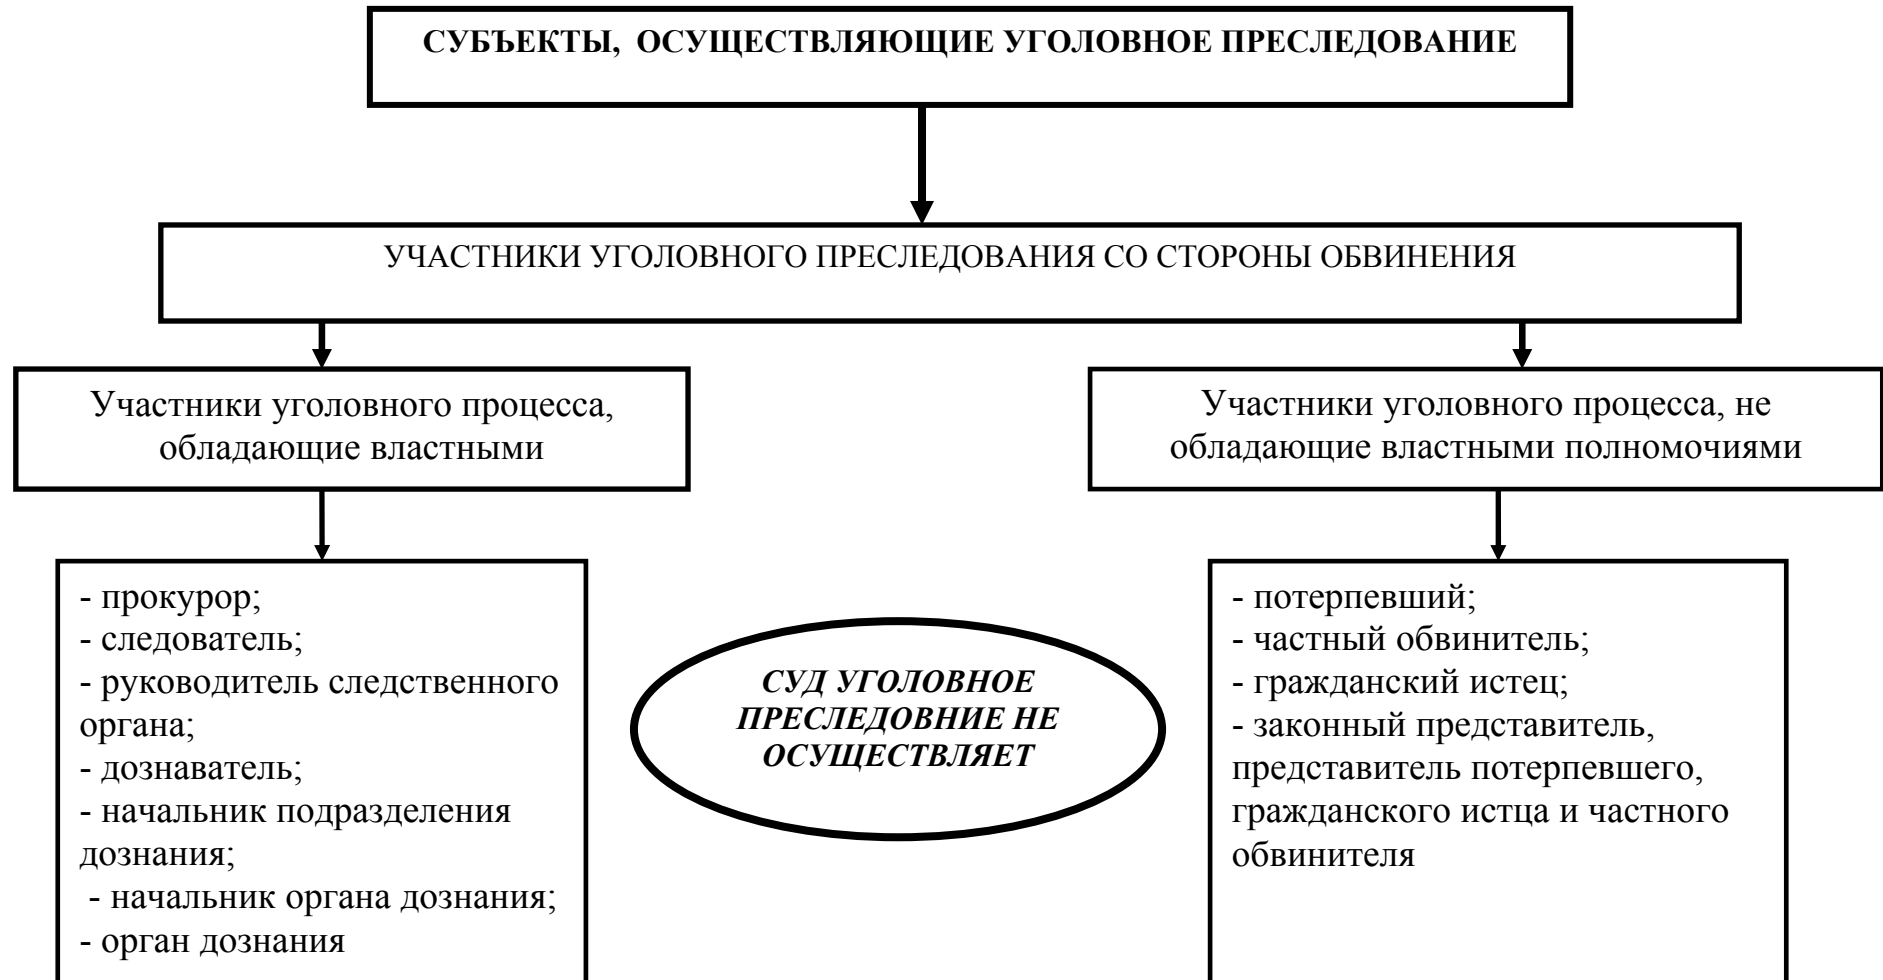 СУБЪЕКТЫ, ОСУЩЕСТВЛЯЮЩИЕ УГОЛОВНОЕ ПРЕСЛЕДОВАНИЕ
УЧАСТНИКИ УГОЛОВНОГО ПРЕСЛЕДОВАНИЯ СО СТОРОНЫ ОБВИНЕНИЯ
Участники уголовного процесса,
обладающие властными
Участники уголовного процесса, не
обладающие властными полномочиями
- прокурор;
- следователь;
- руководитель следственного
органа;
- дознаватель;
- начальник подразделения
дознания;
- начальник органа дознания;
- орган дознания
СУД УГОЛОВНОЕ
ПРЕСЛЕДОВНИЕ НЕ
ОСУЩЕСТВЛЯЕТ
- потерпевший;
- частный обвинитель;
- гражданский истец;
- законный представитель,
представитель потерпевшего,
гражданского истца и частного
обвинителя